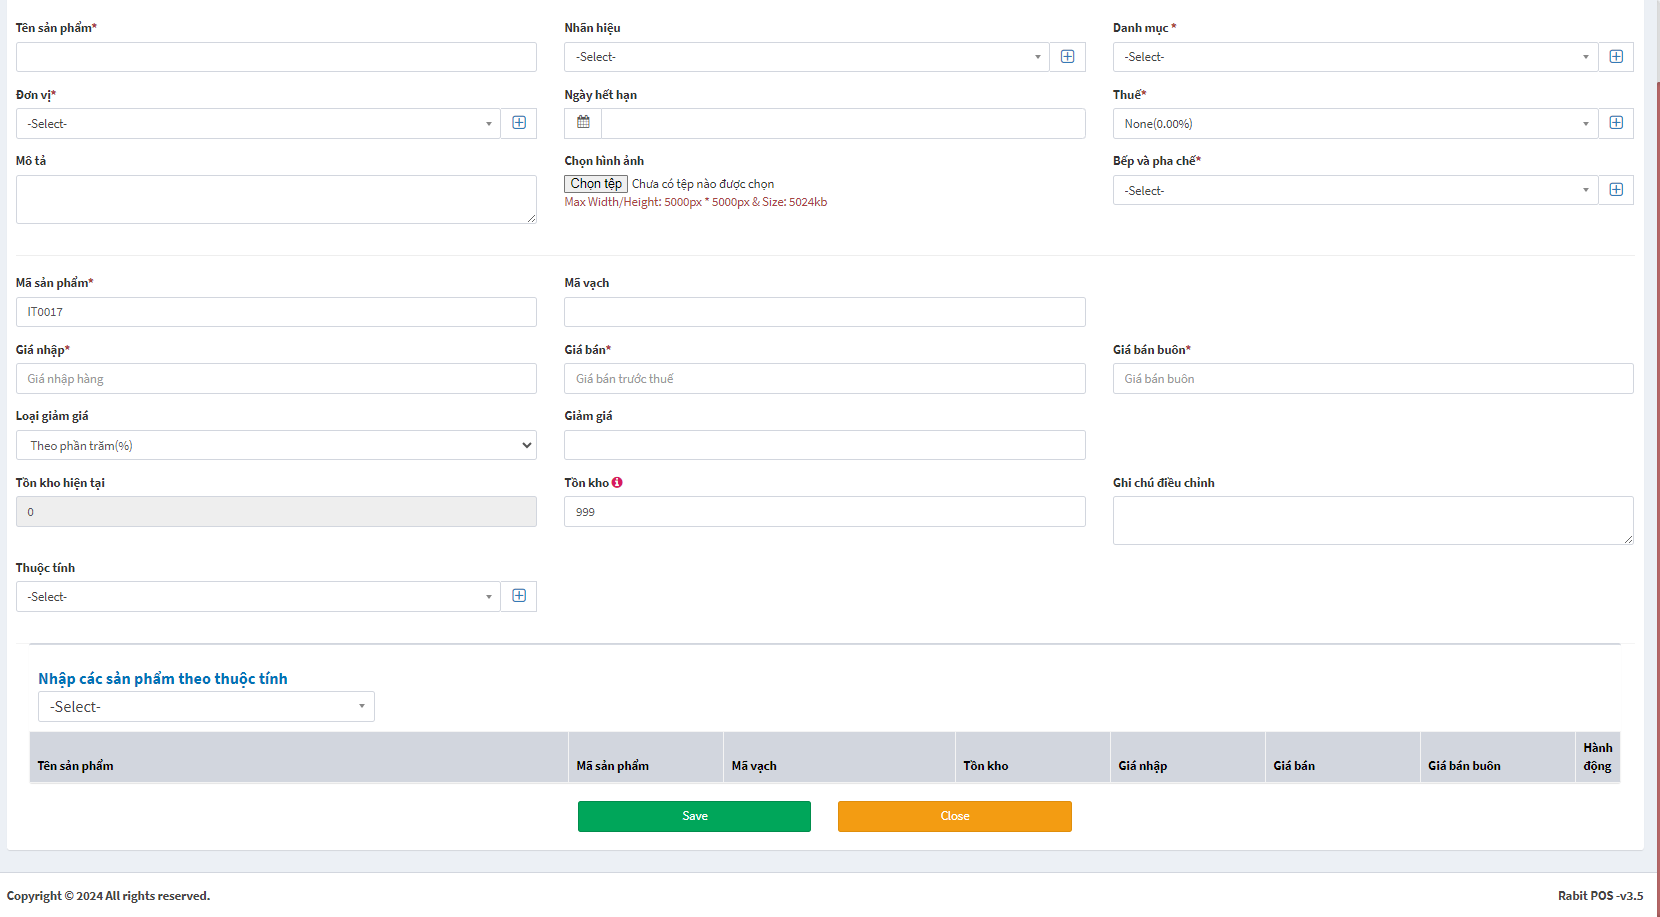 Tên sản phẩm*
Nhãn hiệu
Danh mục *
-Select-
-Select-
Đơn vị*
Ngày hết hạn
Thuế*
-Select-
None(0.00%)
Mô tả
Chọn hình ảnh
Bếp và pha chế*
Chọn tệp Chưa có tệp nào được chọn
-Select-
Max Width/Height: 5000px * 5000px & Size: 5024kb
Mã sản phẩm*
Mã vạch
IT0017
Giá nhập*
Giá bán*
Giá bán buôn*
Giá nhập hàng
Giá bán trước thuế
Giá bán buôn
Loại giảm giá
Giảm giá
Theo phần trăm(%)
Tồn kho hiện tại
Tồn kho
Ghi chú điều chỉnh
0
999
Thuộc tính
-Select-
Nhập các sản phẩm theo thuộc tính
-Select-
Tên sản phẩm
Mã sản phẩm
Mã vạch
Tồn kho
Giá nhập
Giá bán
Giá bán buôn
Hành
động
Save
Close
Copyright © 2024 All rights reserved.
Rabit POS -v3.5